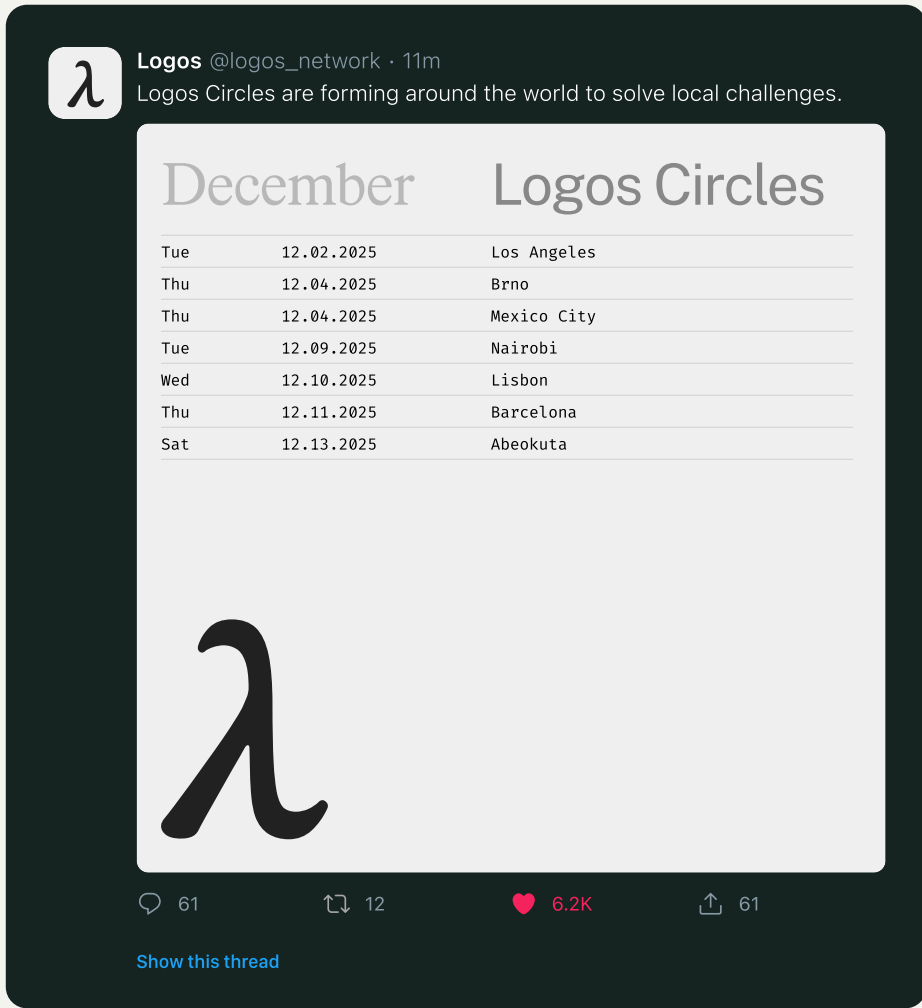 λ
Logos @logos_network · 11m
Logos Circles are forming around the world to solve local challenges.
December Logos Circles
Tue 12.02.2025 Los Angeles
Thu 12.04.2025 Brno
Thu 12.04.2025 Mexico City
Tue 12.09.2025 Nairobi
Wed 12.10.2025 Lisbon
Thu 12.11.2025 Barcelona
Sat 12.13.2025 Abeokuta
λ
61 12 6.2K 61
Show this thread